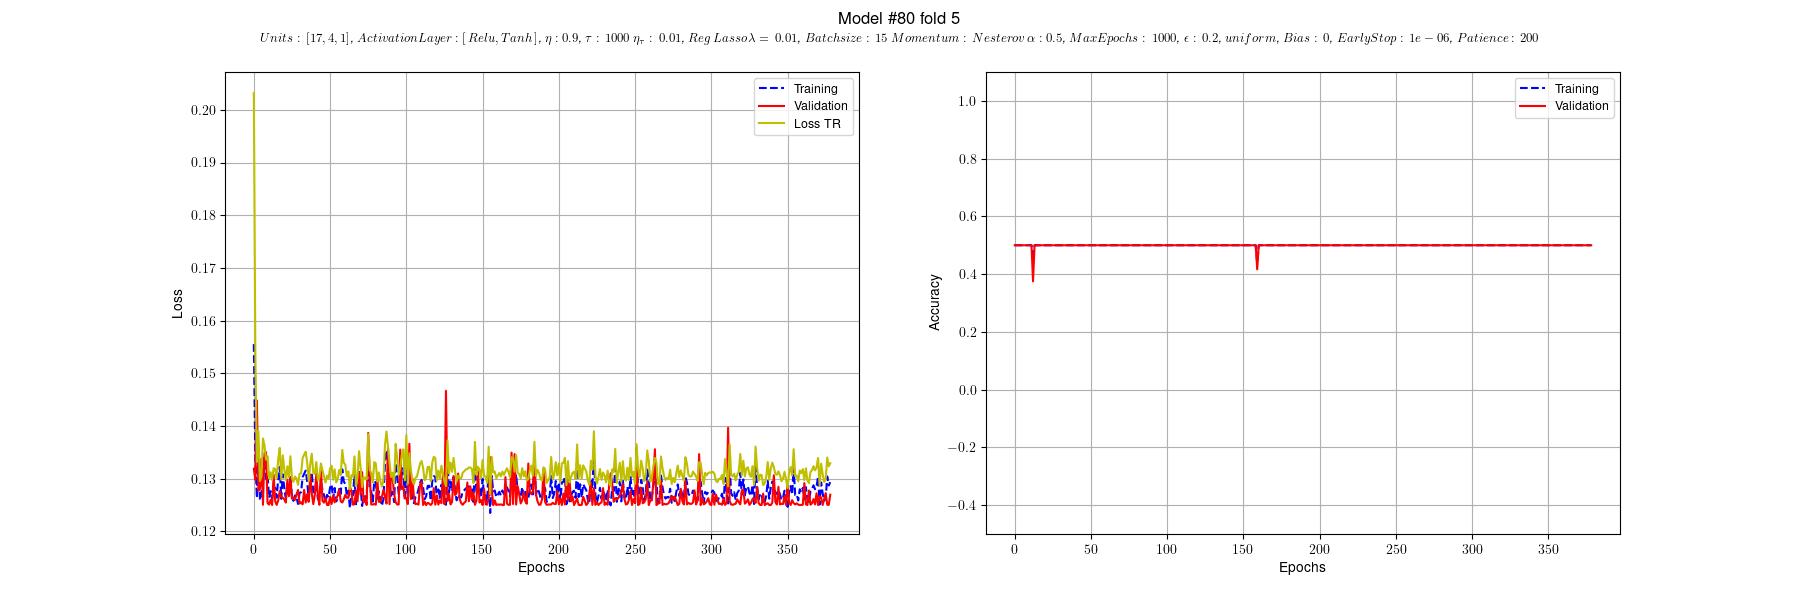 Model #80 fold 5
Units : [17, 4, 1], ActivationLayer : [ Relu, Tanh ], η : 0.9, τ : 1000 ητ : 0.01, Reg Lassoλ = 0.01, Batchsize : 15 Momentum : Nesterov α : 0.5, MaxEpochs : 1000, ϵ : 0.2, uniform, Bias : 0, EarlyStop : 1e − 06, Patience : 200
Training
Validation
Loss TR
0.20
0.19
0.18
0.17
0.16
0.15
0.14
0.13
0.12
Loss
0 50 100 150 200 250 300 350
Epochs
Training
Validation
1.0
0.8
0.6
0.4
0.2
0.0
−0.2
−0.4
Accuracy
0 50 100 150 200 250 300 350
Epochs